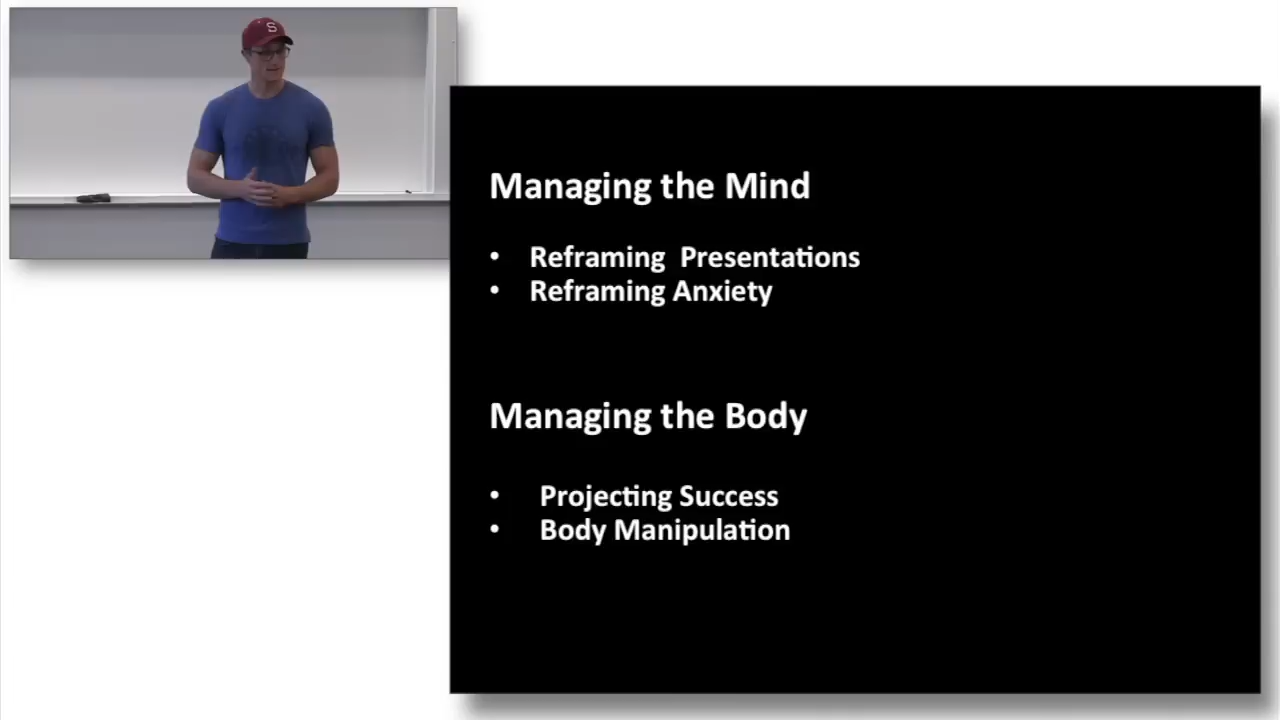 S
Managing the Mind
• Reframing Presentations
• Reframing Anxiety
Managing the Body
• Projecting Success
• Body Manipulation